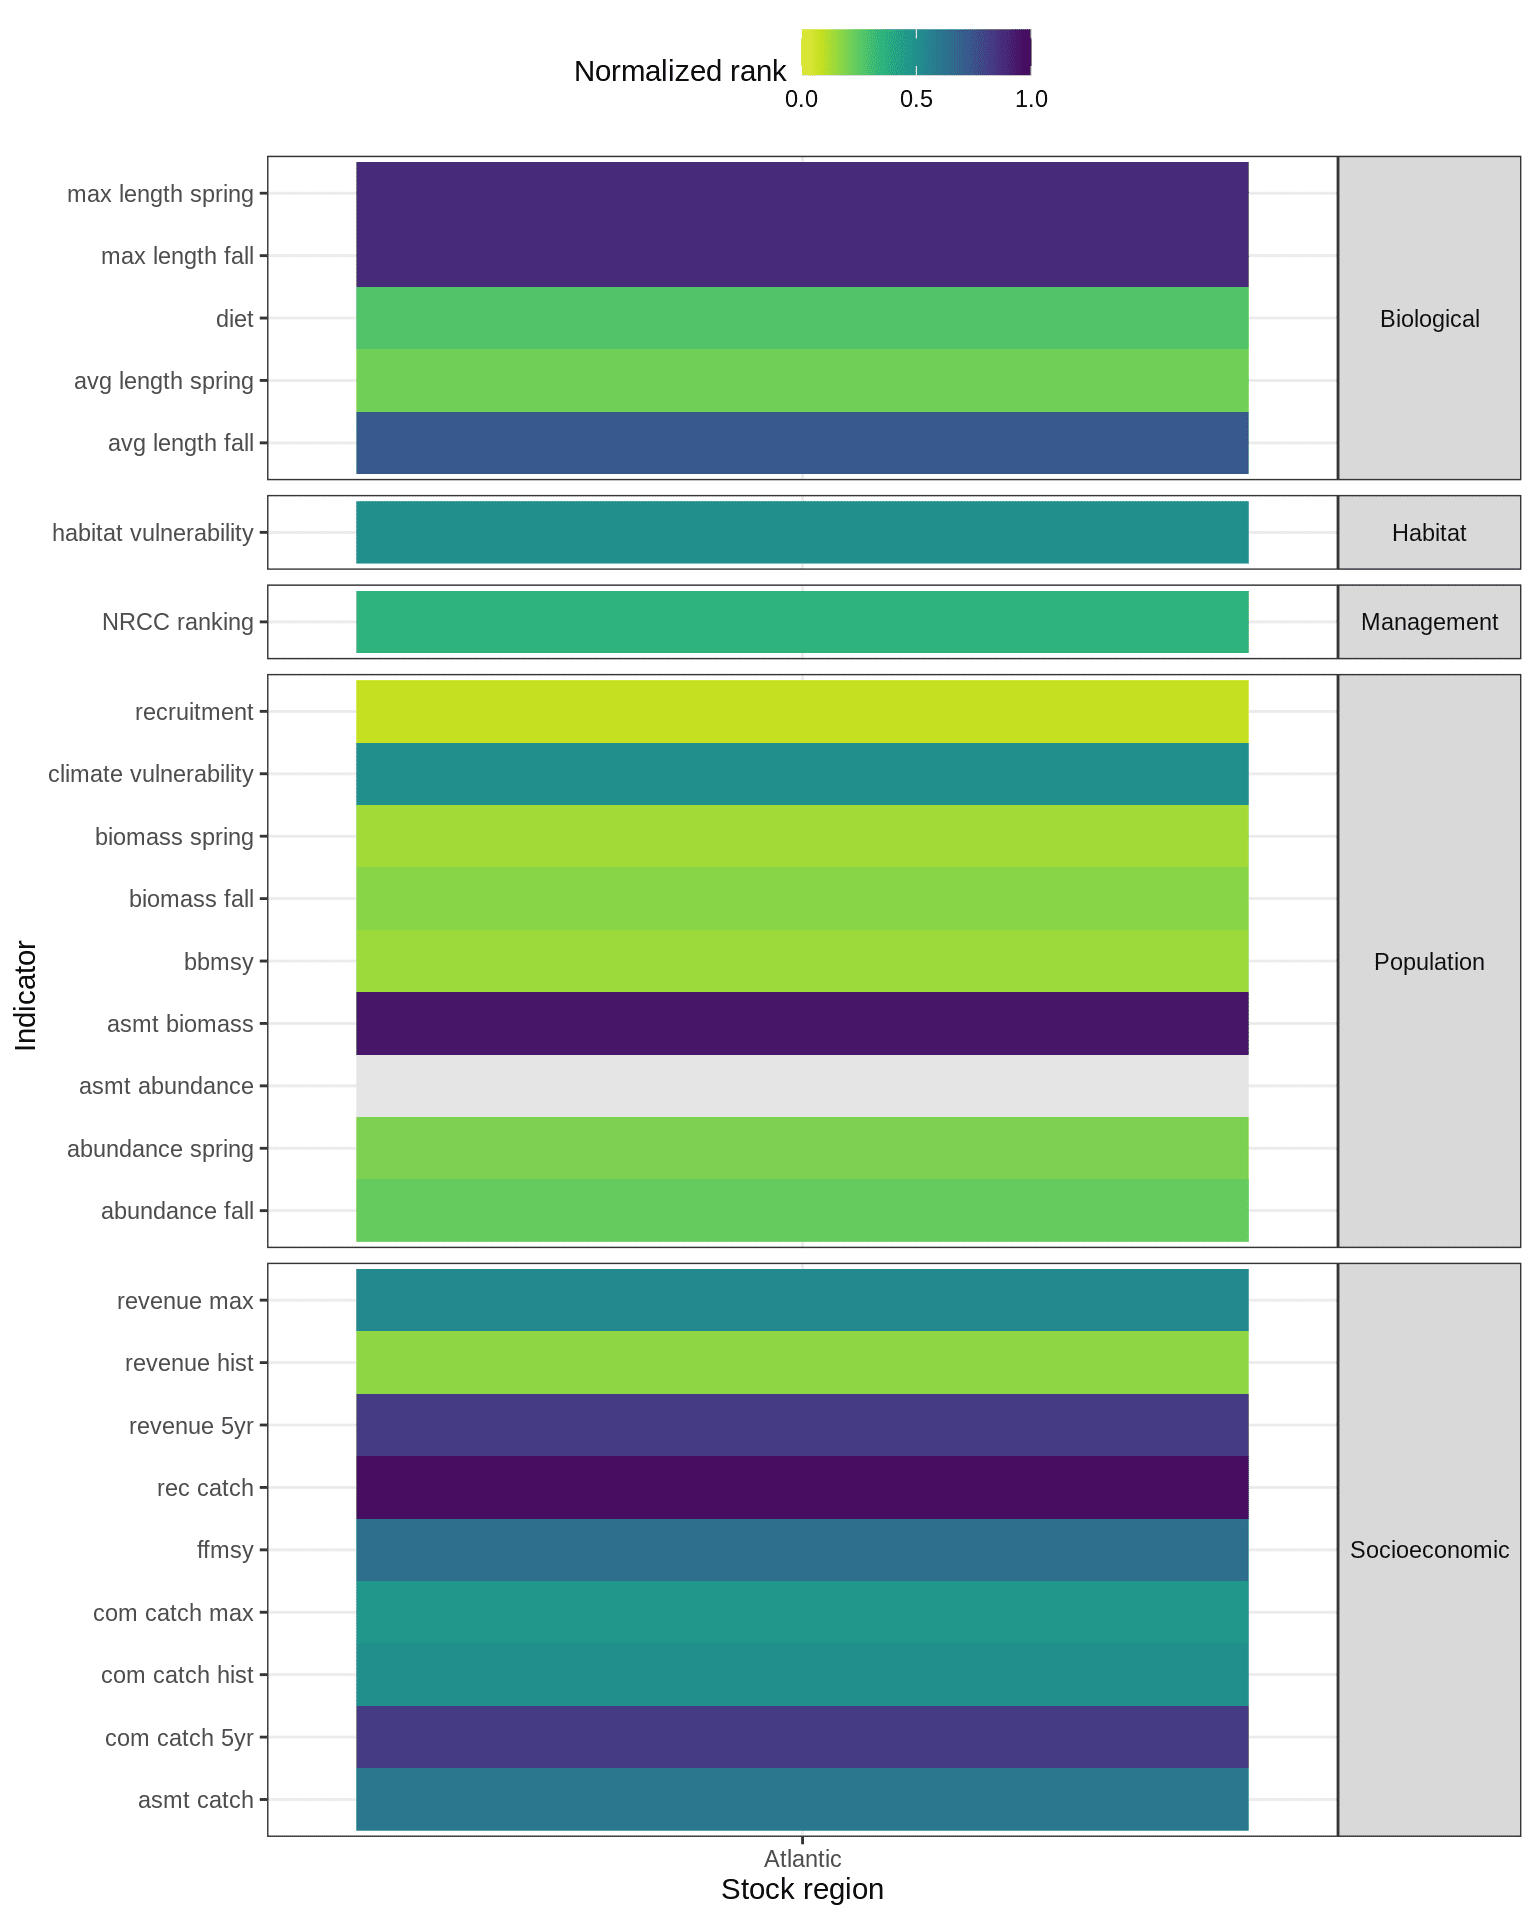 Normalized rank
0.0 0.5 1.0
max length spring
max length fall
diet
avg length spring
avg length fall
Biological
habitat vulnerability
Habitat
NRCC ranking
Management
recruitment
climate vulnerability
biomass spring
biomass fall
bbmsy
asmt biomass
asmt abundance
abundance spring
abundance fall
Population
revenue max
revenue hist
revenue 5yr
rec catch
ffmsy
com catch max
com catch hist
com catch 5yr
asmt catch
Socioeconomic
Indicator
Atlantic
Stock region